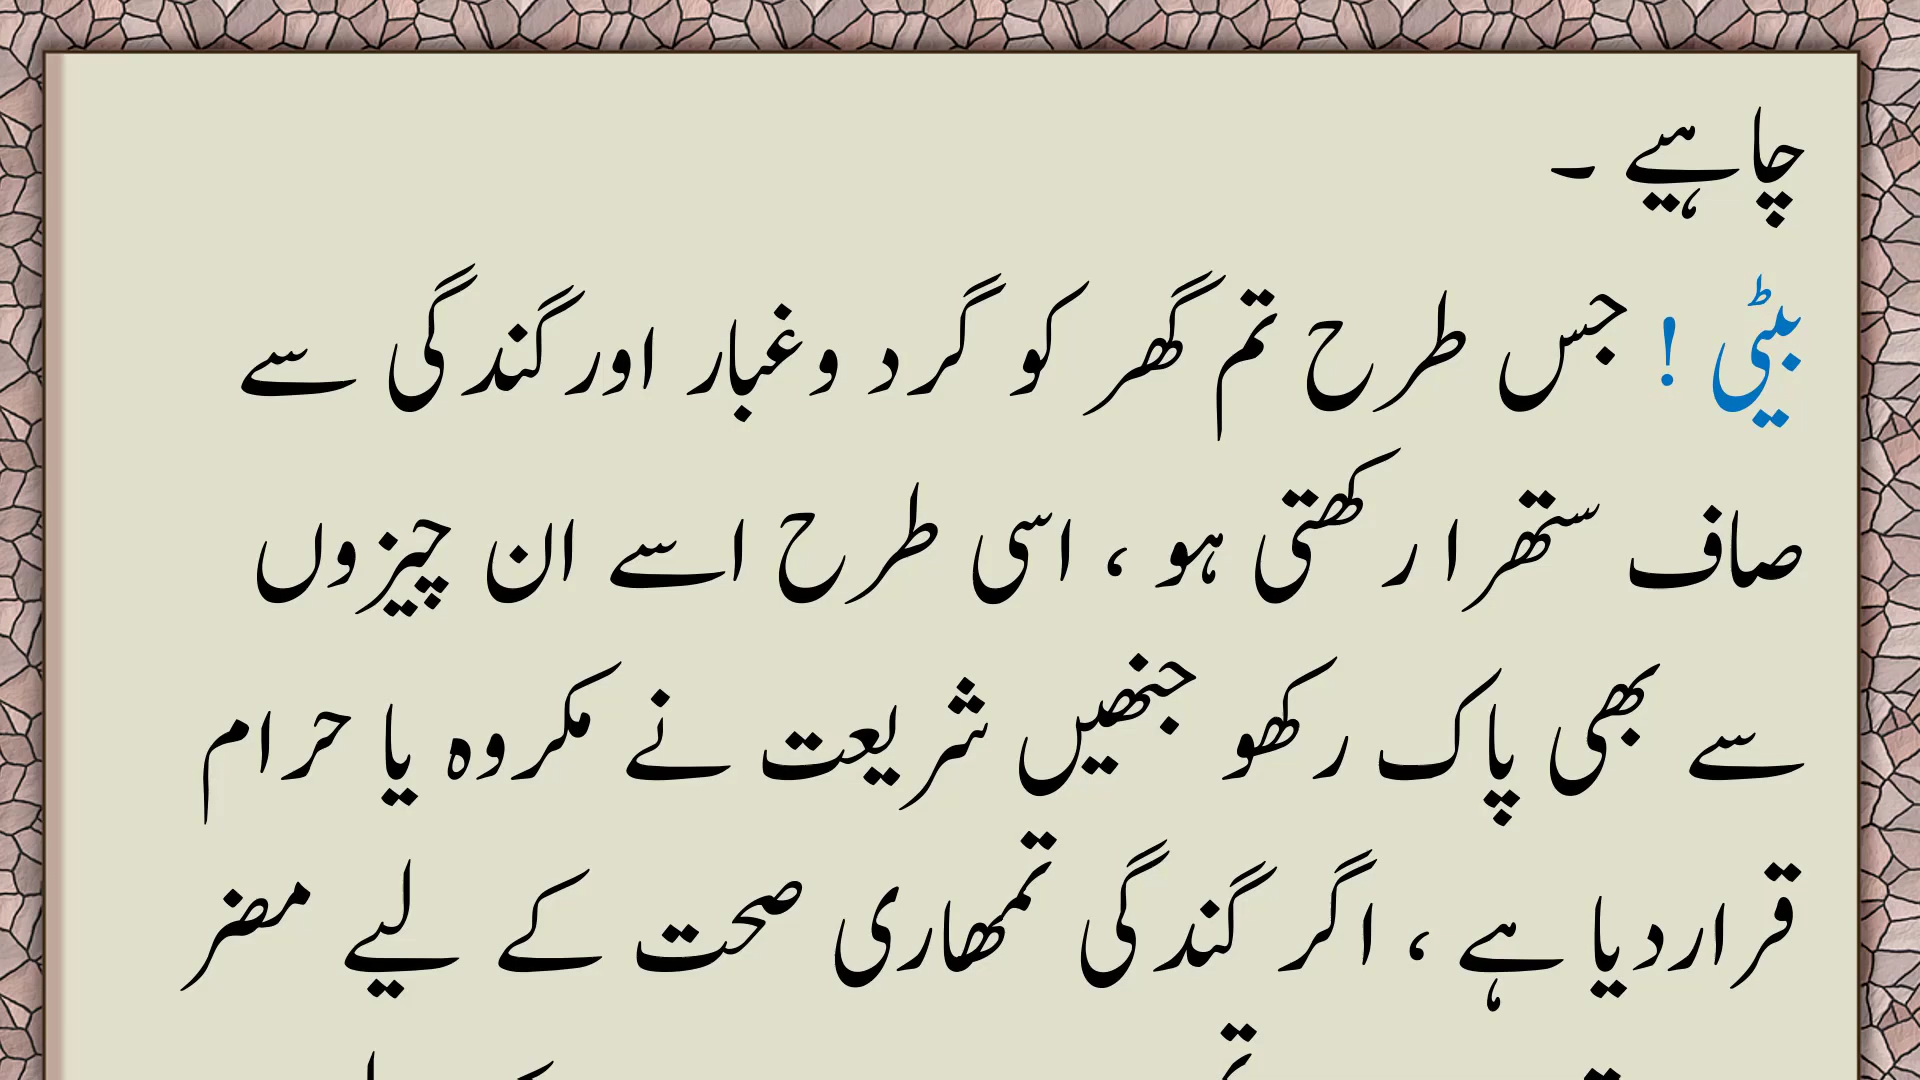 چاہیے ۔
بیٹی ! جس طرح تم گھر کو گرد و غبار اور گندگی سے
صاف ستھرا رکھتی ہو ، اسی طرح اسے ان چیزوں
سے بھی پاک رکھو جنھیں شریعت نے مکروہ یا حرام
قراردیا ہے ، اگر گندگی تمھاری صحت کے لیے مضر